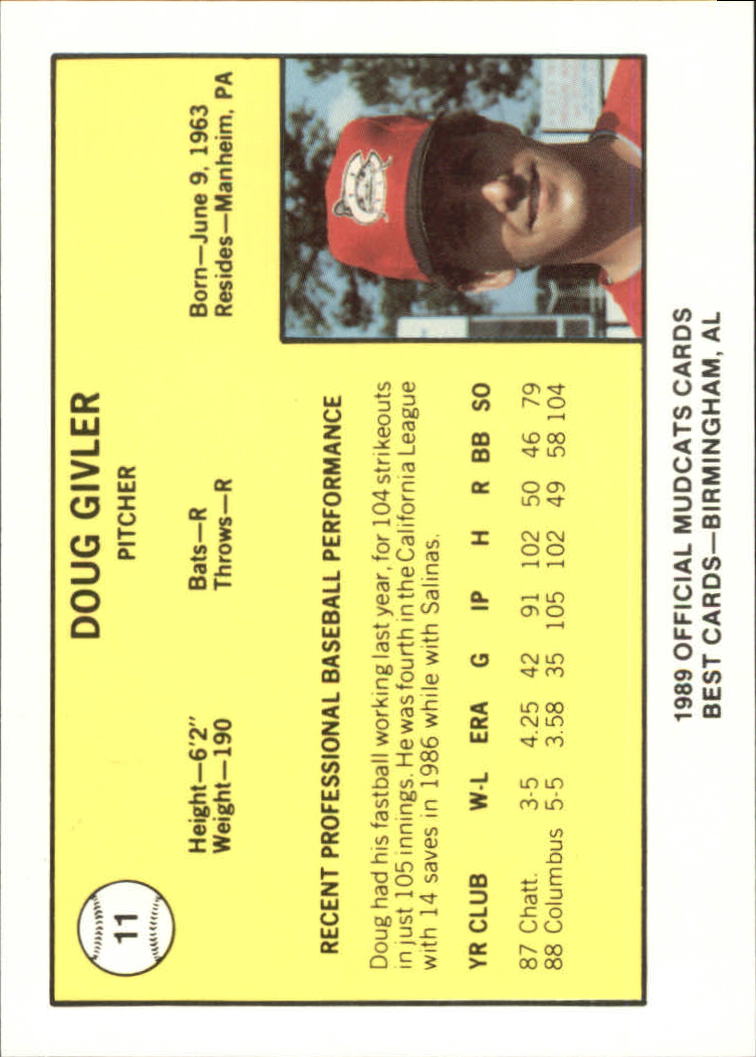 11
DOUG GIVLER
PITCHER
Height—6'2" Bats—R Born—June 9, 1963
Weight—190 Throws—R Resides—Manheim, PA
RECENT PROFESSIONAL BASEBALL PERFORMANCE
Doug had his fastball working last year, for 104 strikeouts
in just 105 innings. He was fourth in the California League
with 14 saves in 1986 while with Salinas.
YR CLUB W-L ERA G IP H R BB SO
87 Chatt. 3-5 4.25 42 91 102 50 46 79
88 Columbus 5-5 3.58 35 105 102 49 58 104
1989 OFFICIAL MUDCATS CARDS
BEST CARDS—BIRMINGHAM, AL